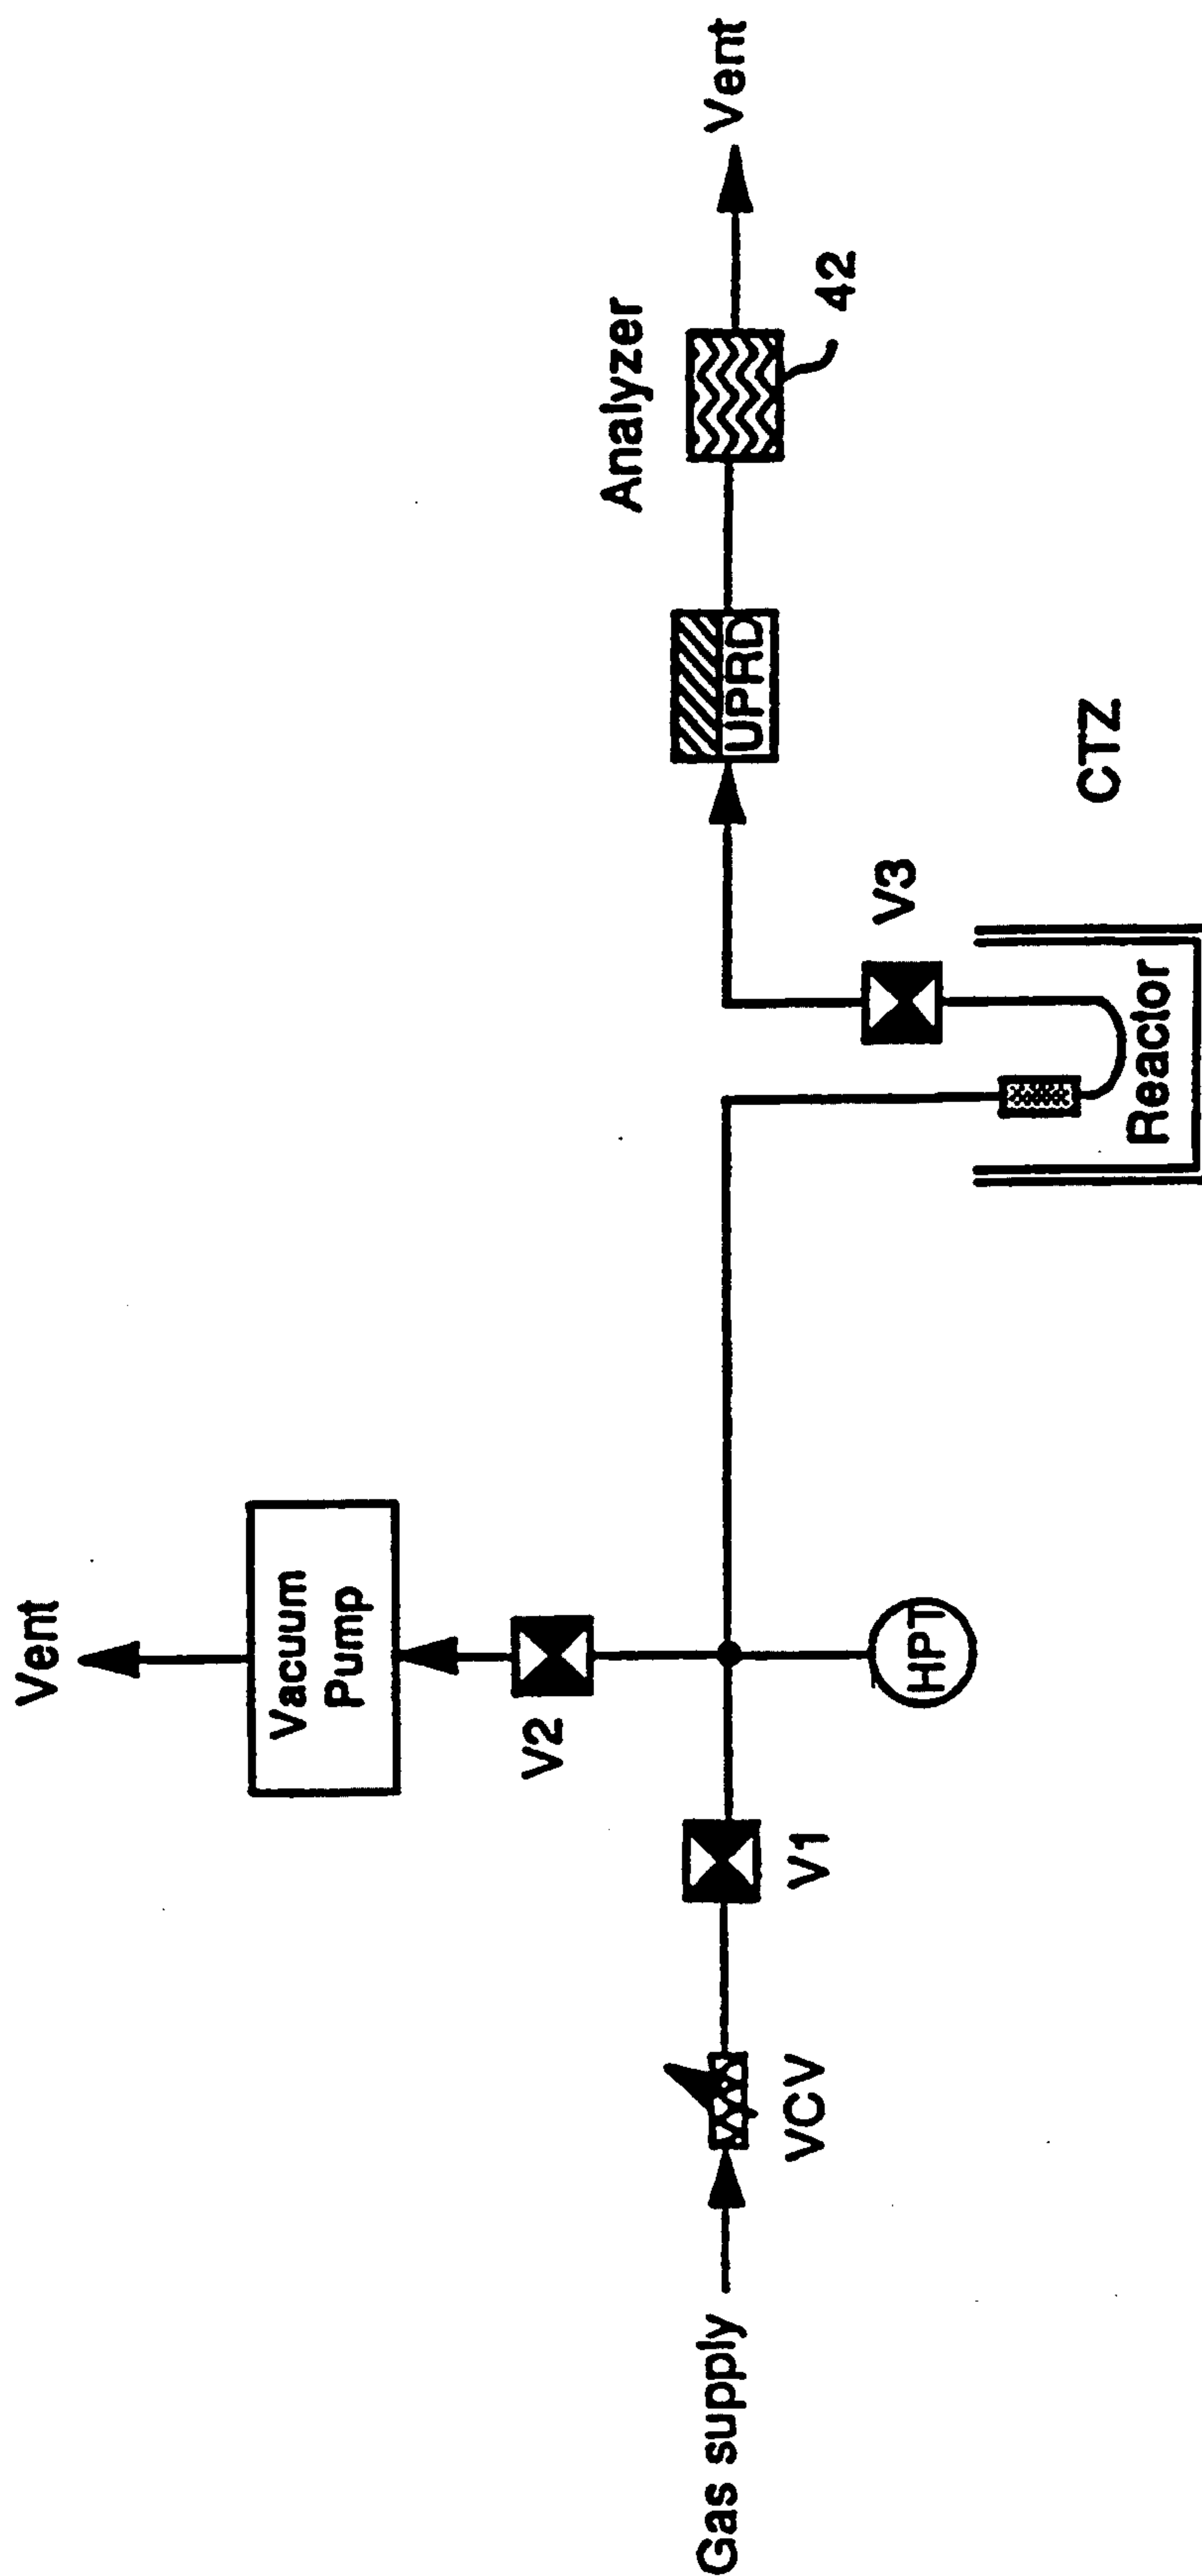 Vent
Vacuum
Pump
V2
Gas supply
VCV
V1
HPT
Reactor
V3
CTZ
UPRD
Analyzer
42
Vent